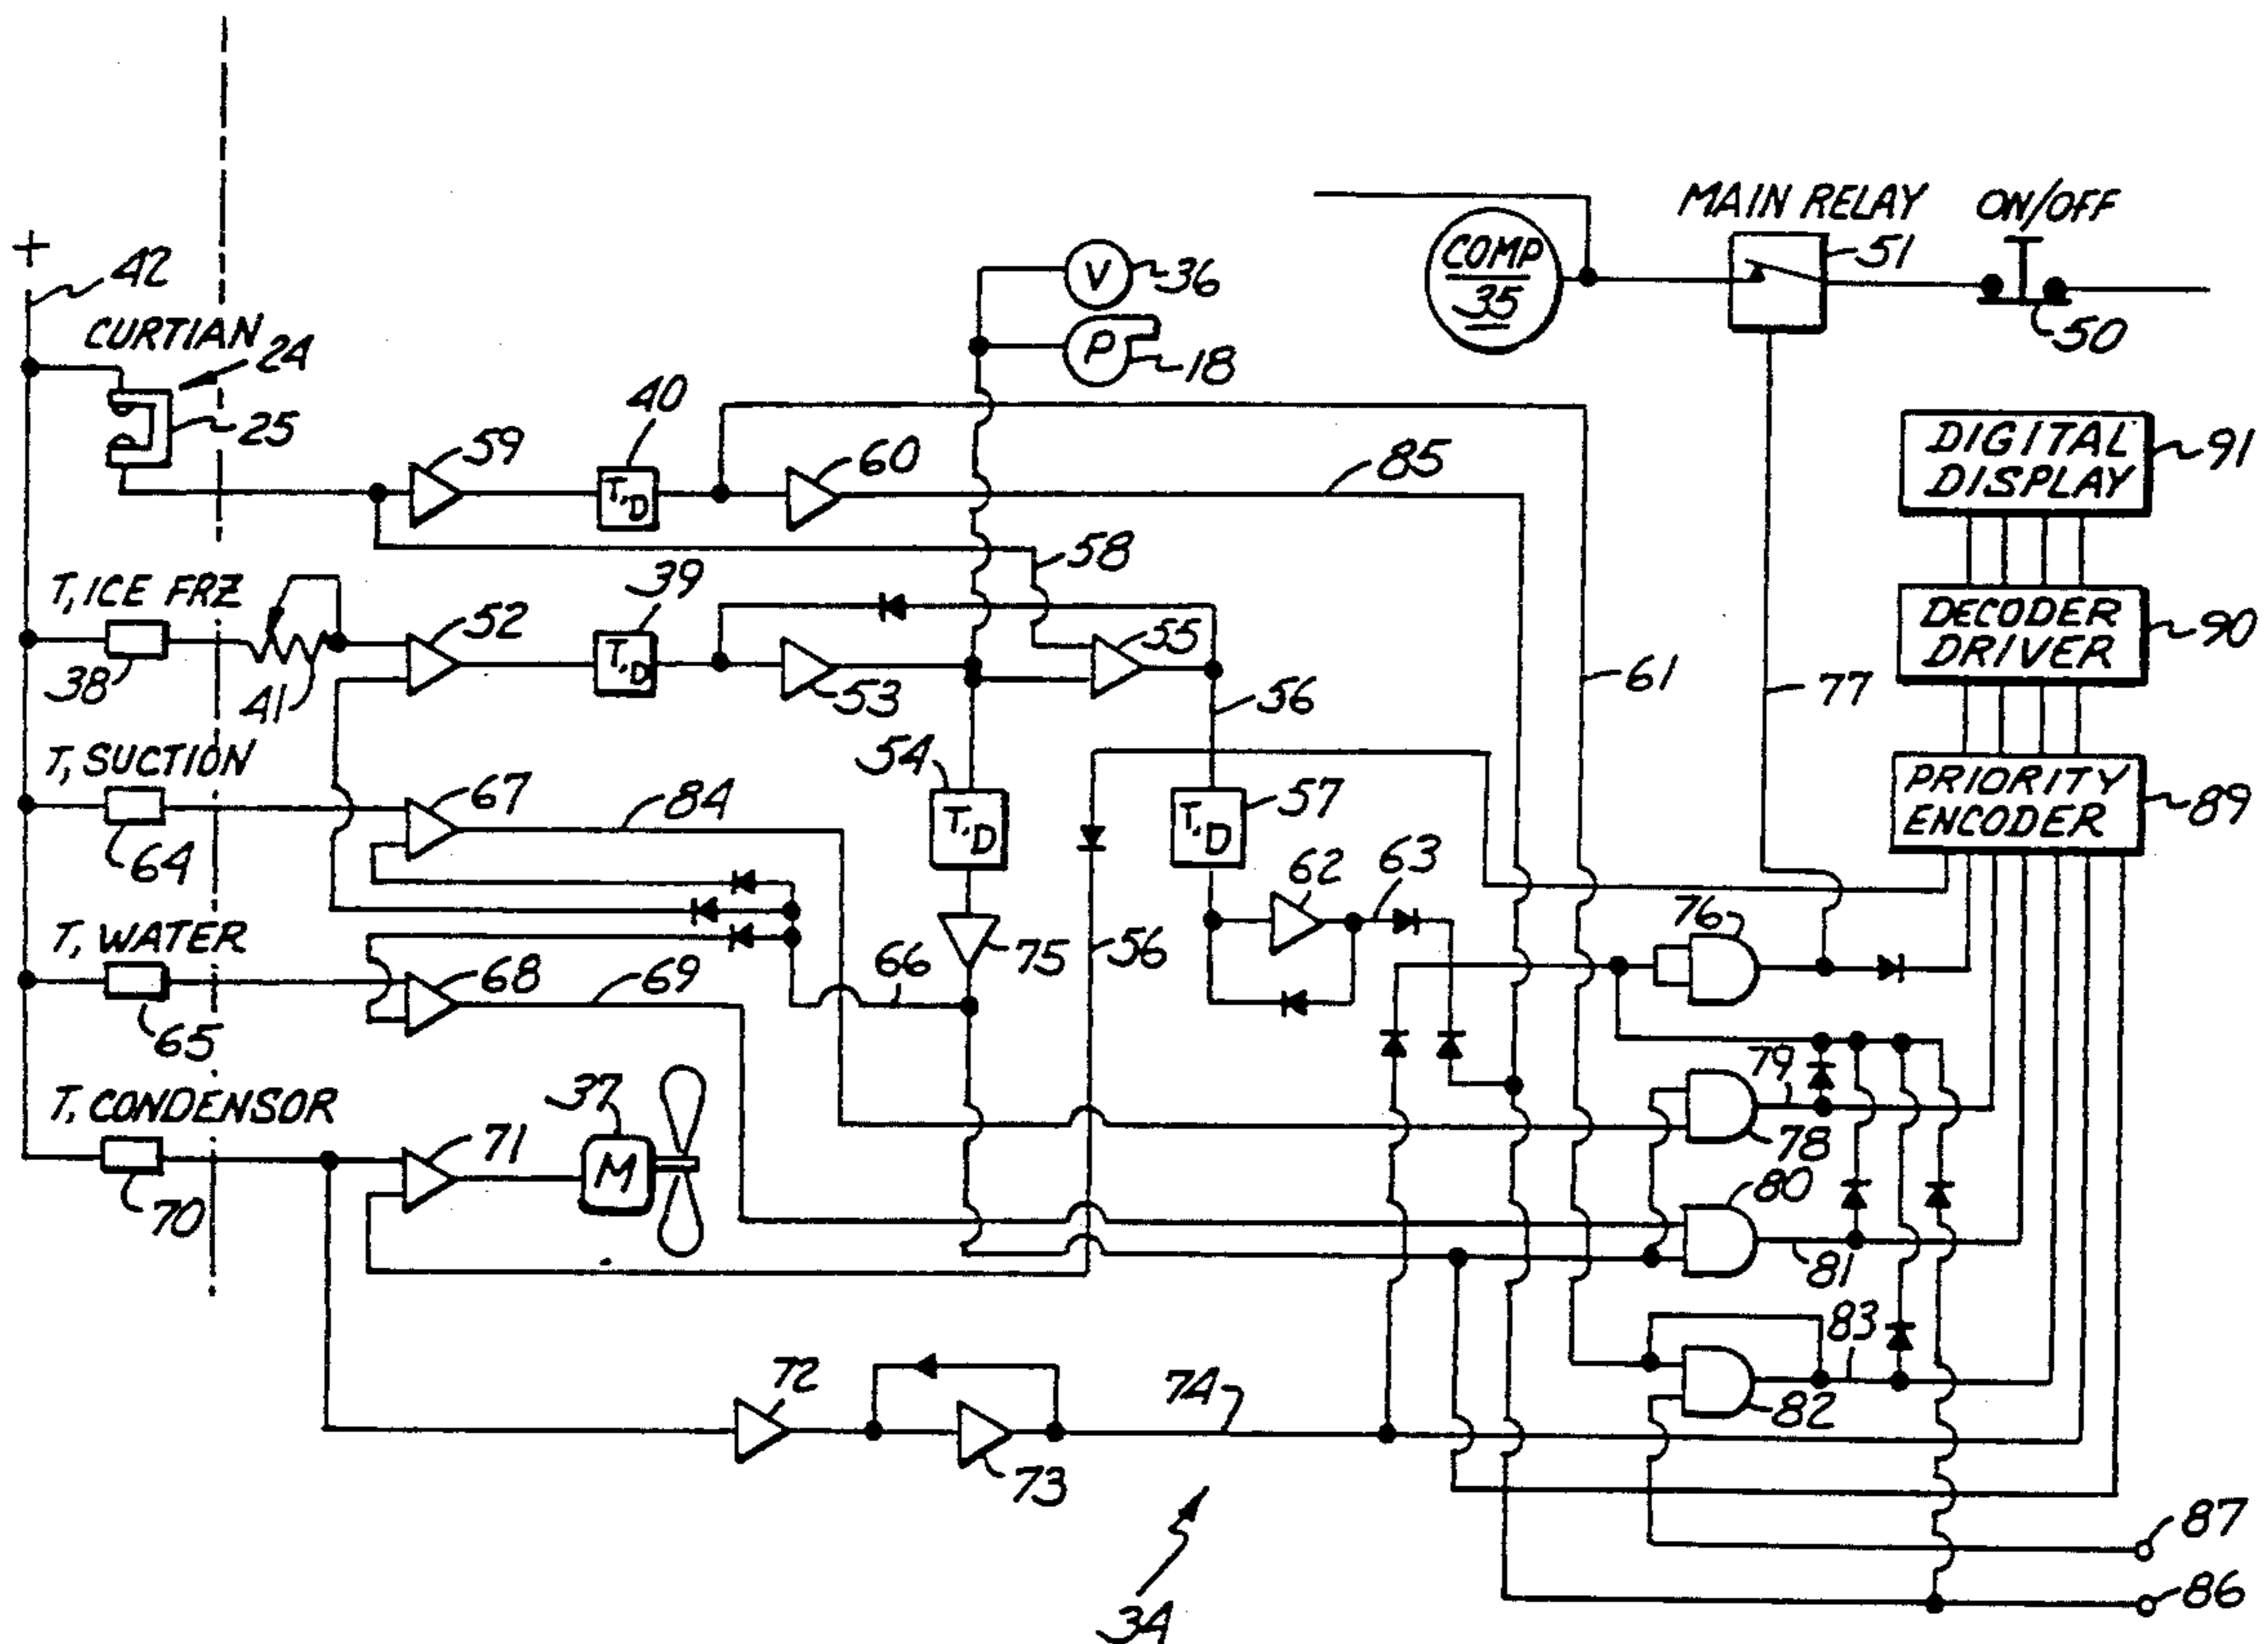 +
42
CURTIAN
24
25
59
40
T,D
60
85
V
36
P
18
COMP
35
MAIN RELAY
51
ON/OFF
50
DIGITAL
DISPLAY
91
T, ICE FRZ
38
41
52
39
T,D
53
58
55
56
61
77
DECODER
DRIVER
90
T, SUCTION
64
67
84
54
T,D
57
T,D
PRIORITY
ENCODER
89
62
63
T, WATER
65
68
69
66
75
56
76
T, CONDENSOR
70
71
37
M
79
78
80
81
83
82
72
73
74
87
86
34